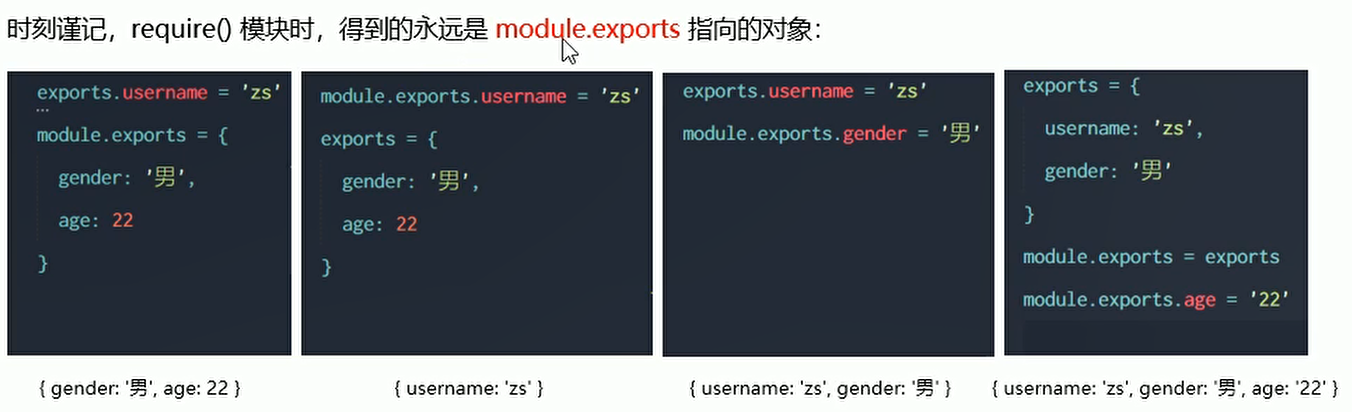 时刻谨记，require() 模块时，得到的永远是 module.exports 指向的对象：
exports.username = 'zs'
module.exports = {
gender: '男',
age: 22
}
{ gender: '男', age: 22 }
module.exports.username = 'zs'
exports = {
gender: '男',
age: 22
}
{ username: 'zs' }
exports.username = 'zs'
module.exports.gender = '男'
{ username: 'zs', gender: '男' }
exports = {
username: 'zs',
gender: '男'
}
module.exports = exports
module.exports.age = '22'
{ username: 'zs', gender: '男', age: '22' }